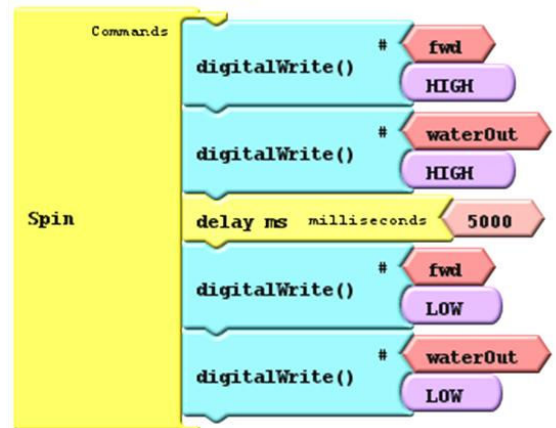 Commands
# fwd
digitalWrite()
HIGH
# waterOut
digitalWrite()
HIGH
Spin
delay ms milliseconds 5000
# fwd
digitalWrite()
LOW
# waterOut
digitalWrite()
LOW